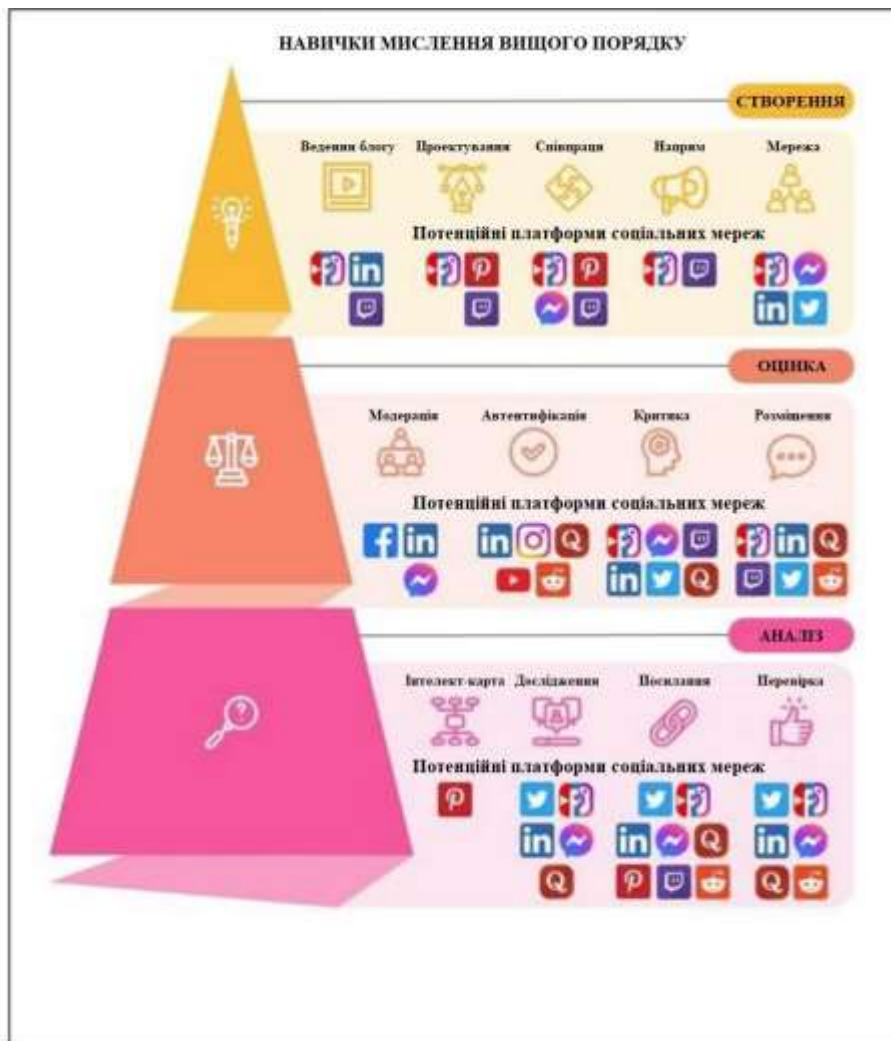 НАВИЧКИ МИСЛЕННЯ ВИЩОГО ПОРЯДКУ
СТВОРЕННЯ
Ведення блогу Проектування Співпраця Напрям Мережа
Потенційні платформи соціальних мереж
ОЦІНКА
Модерація Автентифікація Критика Розміщення
Потенційні платформи соціальних мереж
АНАЛІЗ
Інтелект-карта Дослідження Посилання Перевірка
Потенційні платформи соціальних мереж